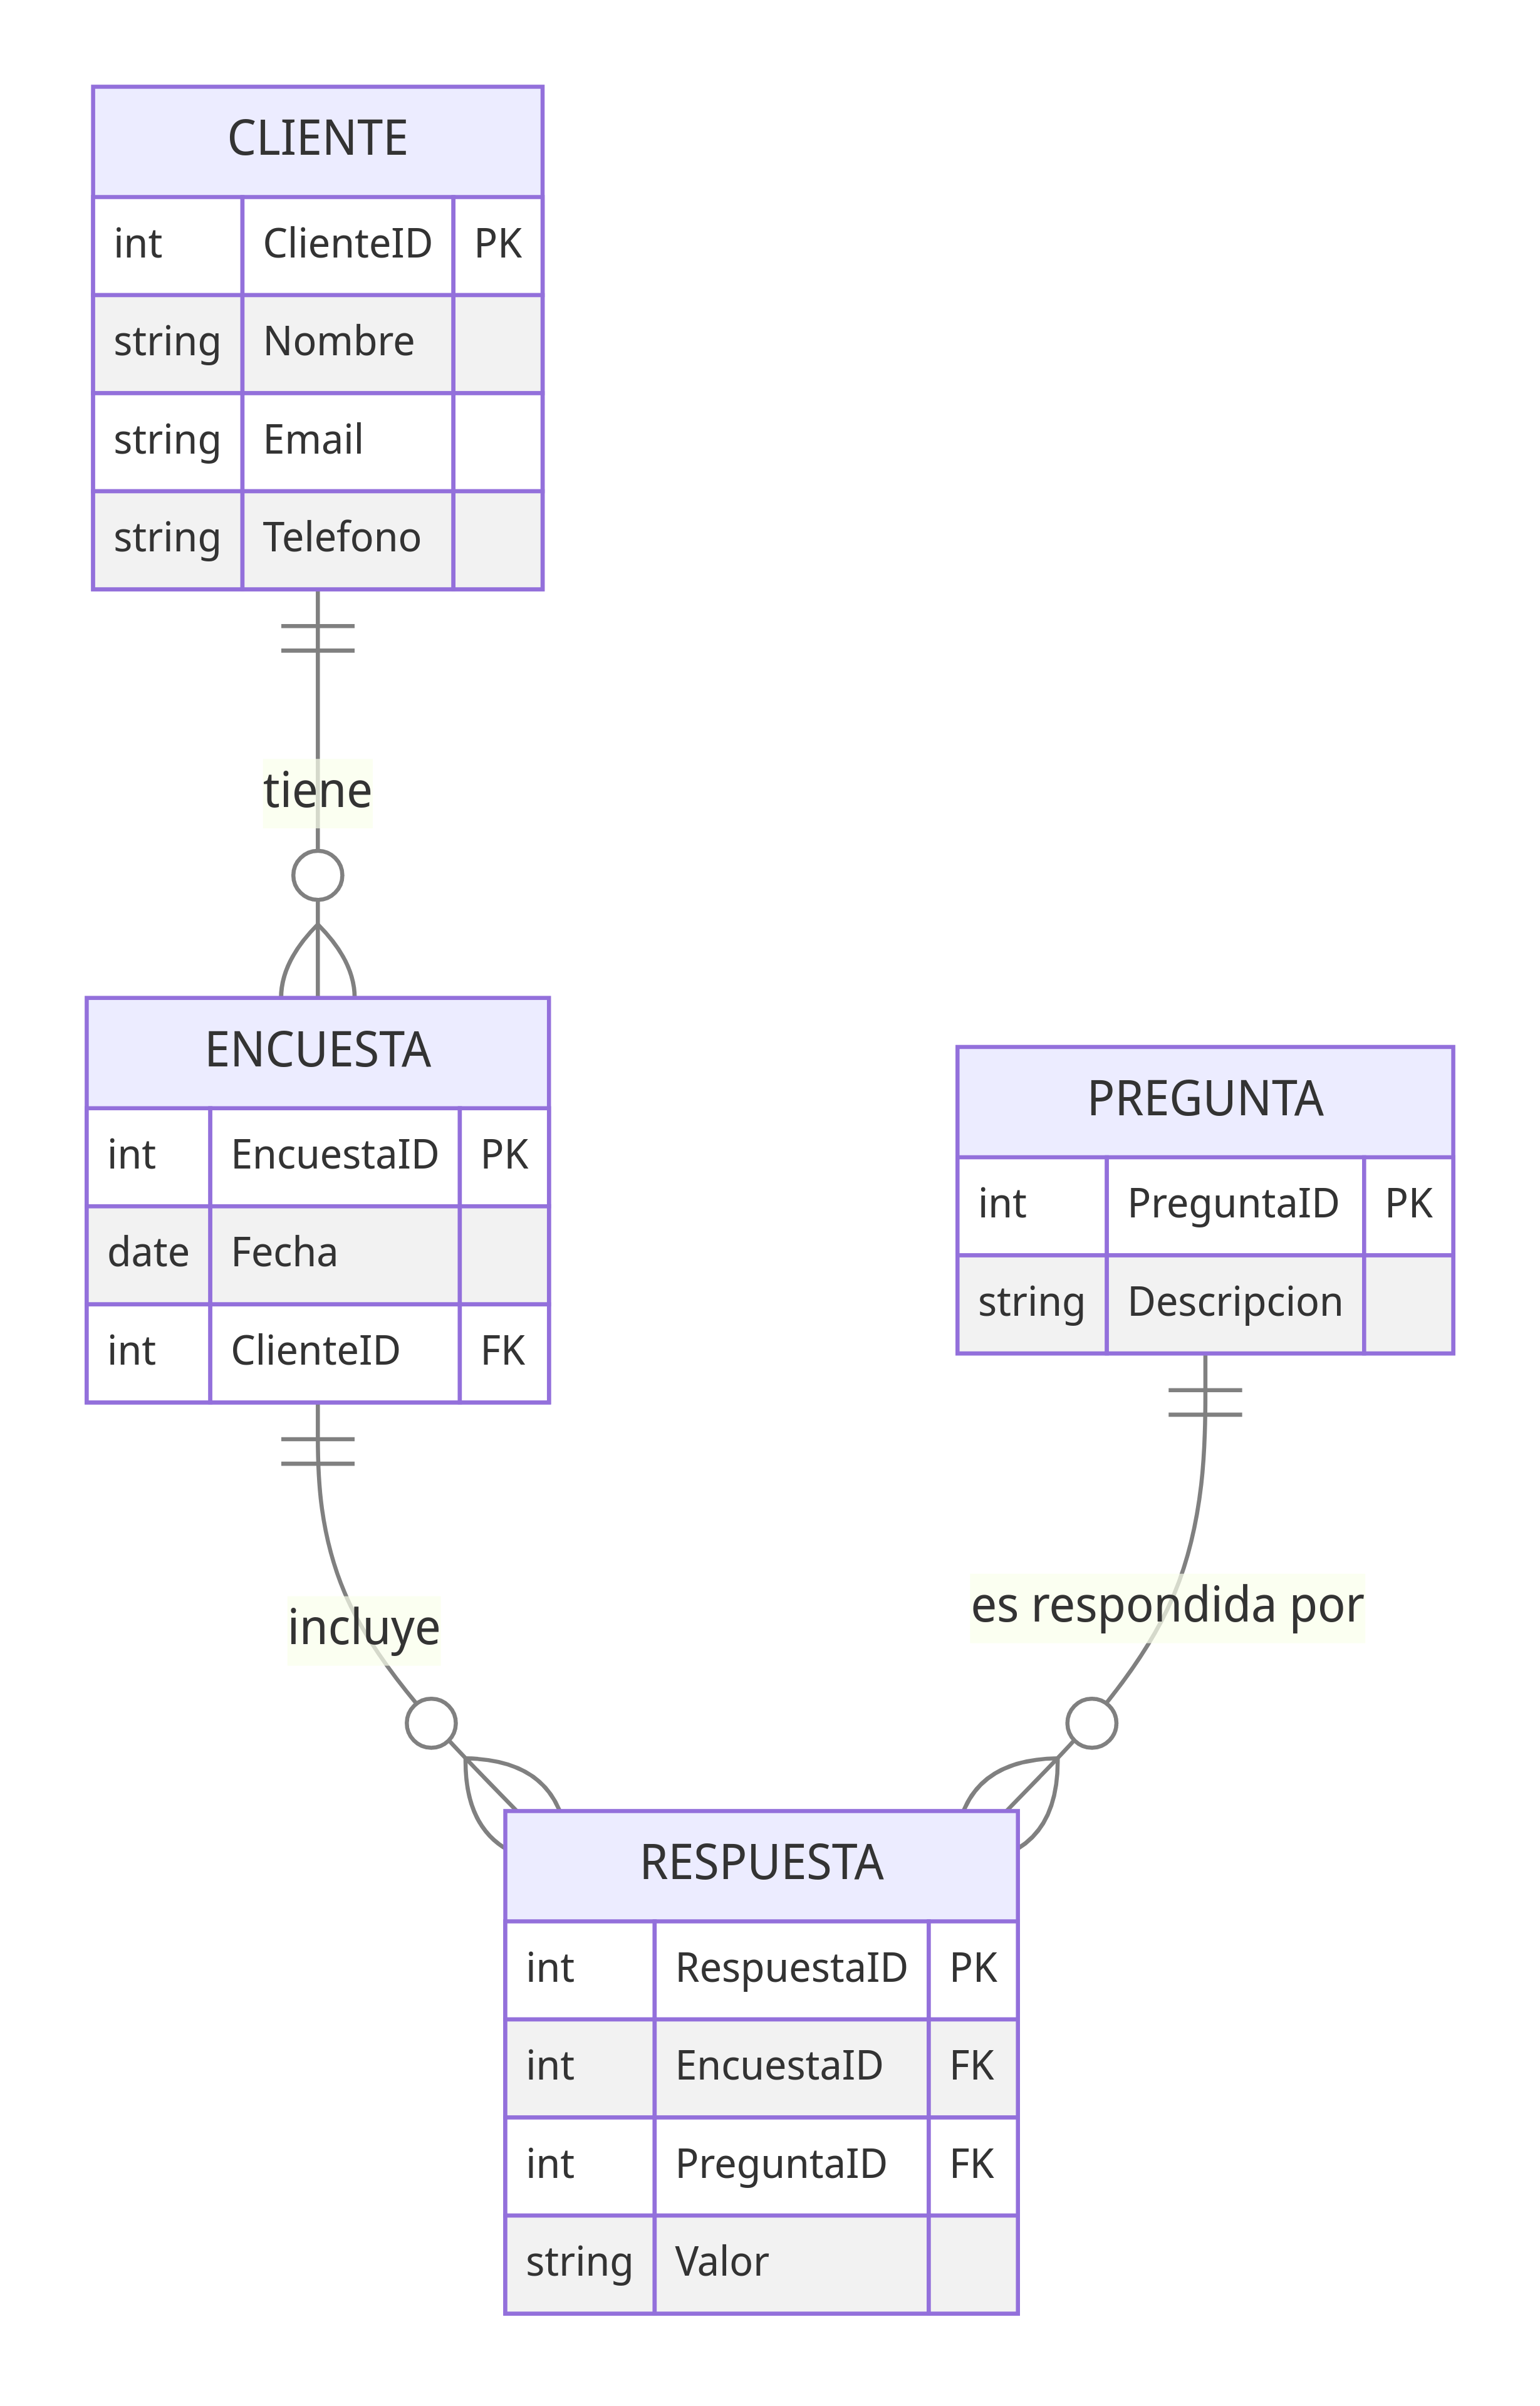 CLIENTE
int ClienteID PK
string Nombre
string Email
string Telefono
tiene
ENCUESTA
int EncuestaID PK
date Fecha
int ClienteID FK
PREGUNTA
int PreguntaID PK
string Descripcion
incluye
es respondida por
RESPUESTA
int RespuestaID PK
int EncuestaID FK
int PreguntaID FK
string Valor